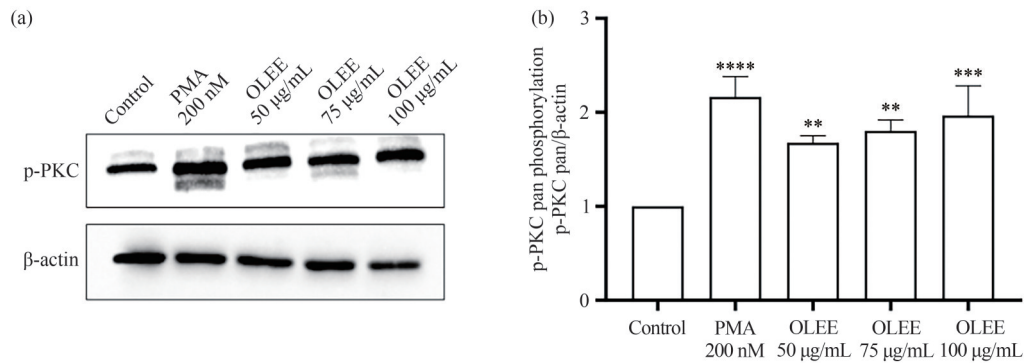 (a)
Control
PMA
200 nM
OLEE
50 μg/mL
OLEE
75 μg/mL
OLEE
100 μg/mL
p-PKC
β-actin
(b)
p-PKC pan phosphorylation
p-PKC pan/β-actin
3
2
1
0
****
**
**
***
Control
PMA
200 nM
OLEE
50 μg/mL
OLEE
75 μg/mL
OLEE
100 μg/mL